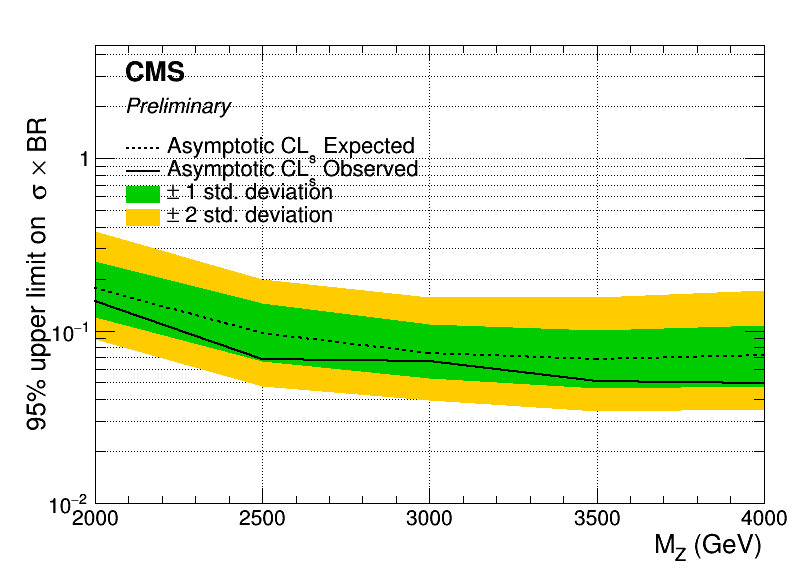 CMS
Preliminary
Asymptotic CLs Expected
Asymptotic CLs Observed
± 1 std. deviation
± 2 std. deviation
95% upper limit on σ × BR
1
10⁻¹
10⁻²
2000 2500 3000 3500 4000
M_Z (GeV)